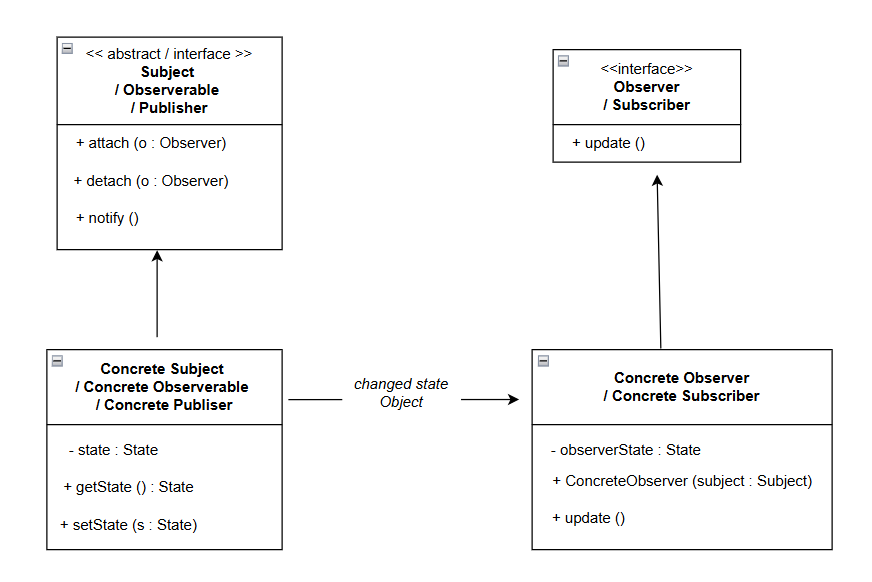 << abstract / interface >>
Subject
/ Observerable
/ Publisher
+ attach (o : Observer)
+ detach (o : Observer)
+ notify ()
<<interface>>
Observer
/ Subscriber
+ update ()
Concrete Subject
/ Concrete Observerable
/ Concrete Publiser
- state : State
+ getState () : State
+ setState (s : State)
changed state
Object
Concrete Observer
/ Concrete Subscriber
- observerState : State
+ ConcreteObserver (subject : Subject)
+ update ()